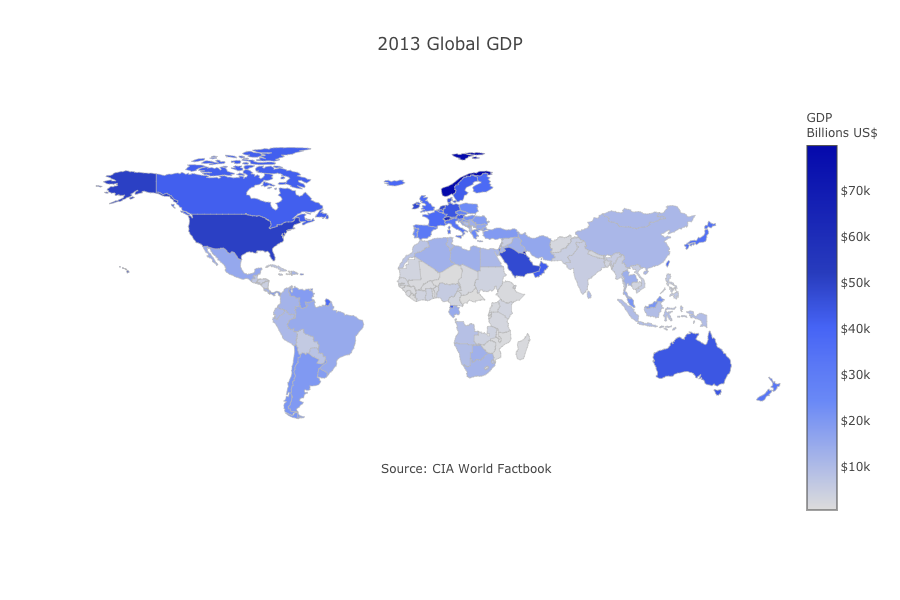 2013 Global GDP
GDP
Billions US$
$70k
$60k
$50k
$40k
$30k
$20k
$10k
Source: CIA World Factbook